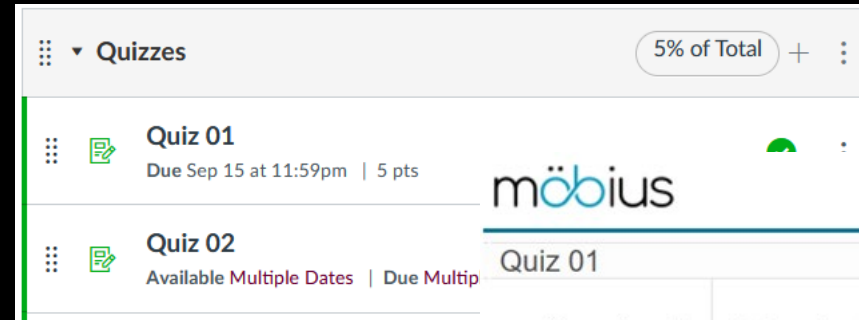 Quizzes
5% of Total
Quiz 01
Due Sep 15 at 11:59pm | 5 pts
möbius
Quiz 02
Available Multiple Dates | Due Multip
Quiz 01